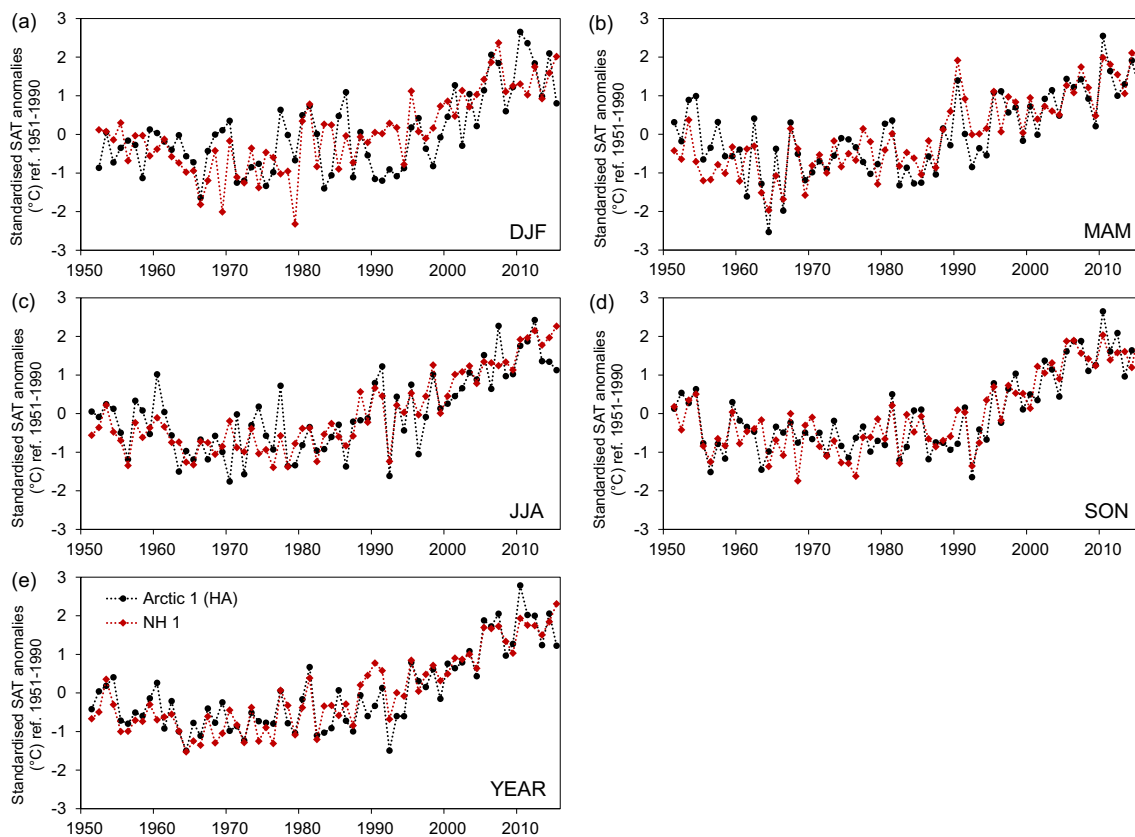 (a)
Standardised SAT anomalies
(°C) ref. 1951-1990
3
2
1
0
-1
-2
-3
1950 1960 1970 1980 1990 2000 2010
DJF
(b)
Standardised SAT anomalies
(°C) ref. 1951-1990
3
2
1
0
-1
-2
-3
1950 1960 1970 1980 1990 2000 2010
MAM
(c)
Standardised SAT anomalies
(°C) ref. 1951-1990
3
2
1
0
-1
-2
-3
1950 1960 1970 1980 1990 2000 2010
JJA
(d)
Standardised SAT anomalies
(°C) ref. 1951-1990
3
2
1
0
-1
-2
-3
1950 1960 1970 1980 1990 2000 2010
SON
(e)
Standardised SAT anomalies
(°C) ref. 1951-1990
3
2
1
0
-1
-2
-3
Arctic 1 (HA)
NH 1
1950 1960 1970 1980 1990 2000 2010
YEAR